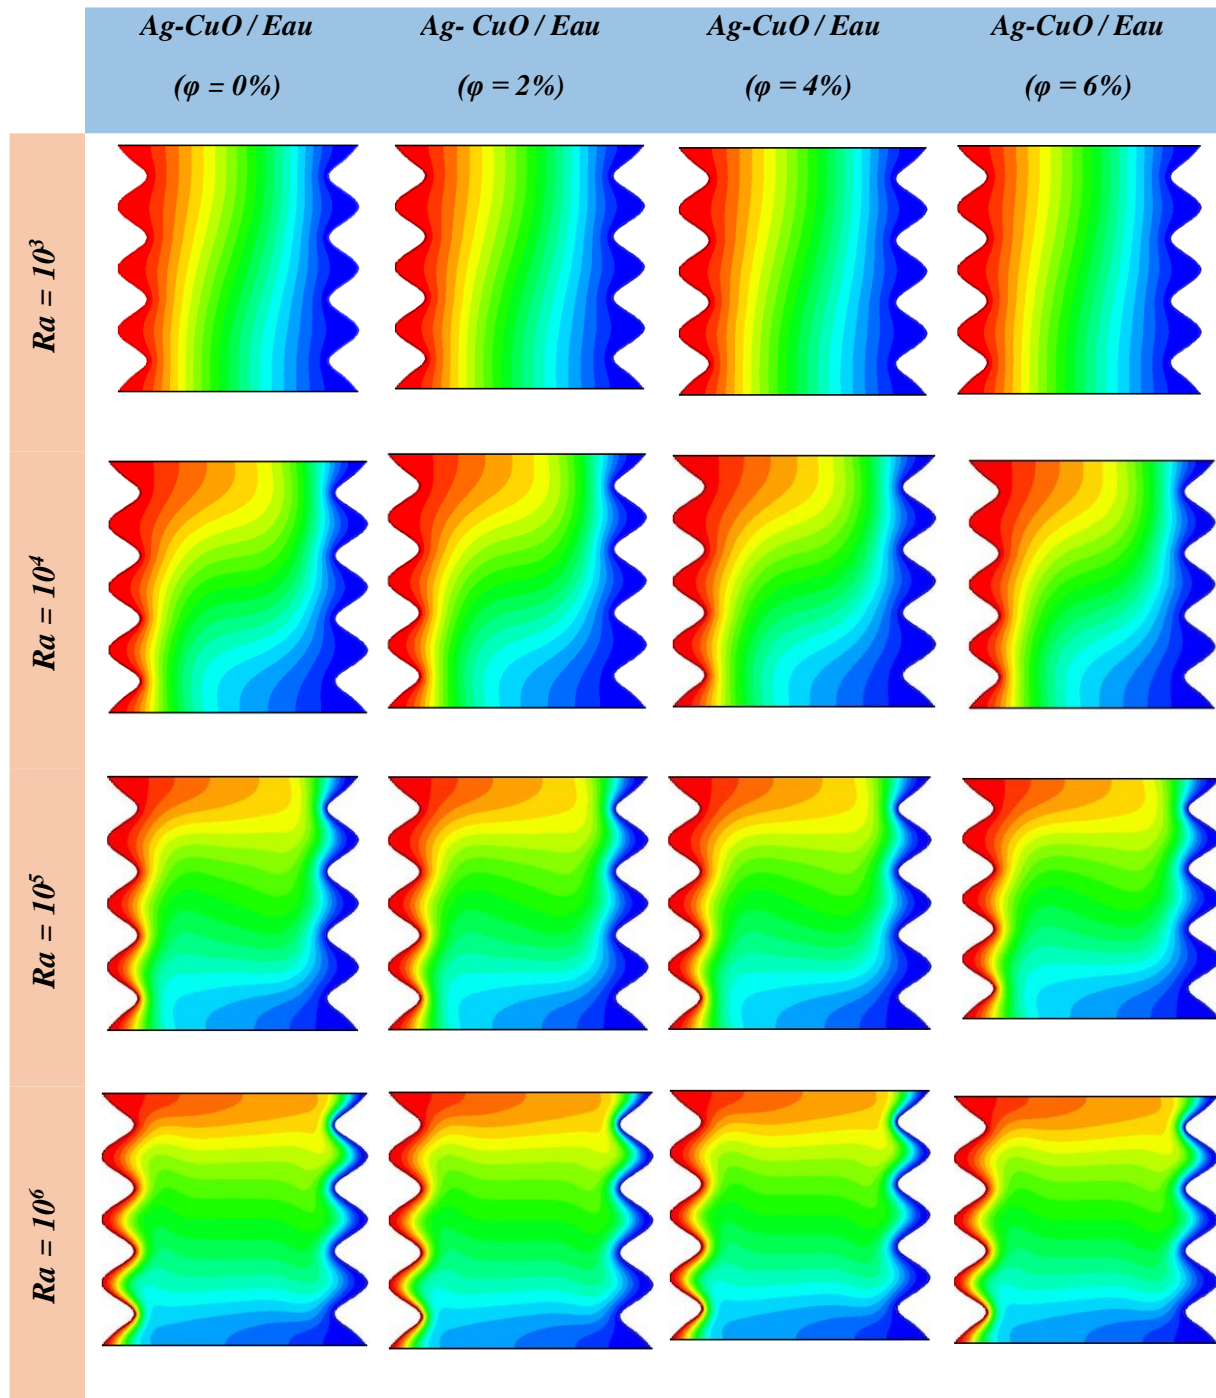 Ag-CuO / Eau
(φ = 0%)
Ag- CuO / Eau
(φ = 2%)
Ag-CuO / Eau
(φ = 4%)
Ag-CuO / Eau
(φ = 6%)
Ra = 10³
Ra = 10⁴
Ra = 10⁵
Ra = 10⁶